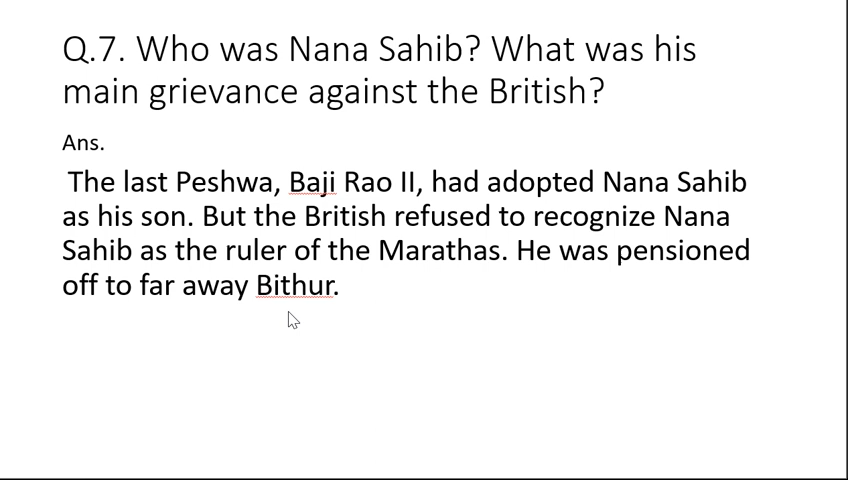 Q.7. Who was Nana Sahib? What was his
main grievance against the British?
Ans.
The last Peshwa, Baji Rao II, had adopted Nana Sahib
as his son. But the British refused to recognize Nana
Sahib as the ruler of the Marathas. He was pensioned
off to far away Bithur.